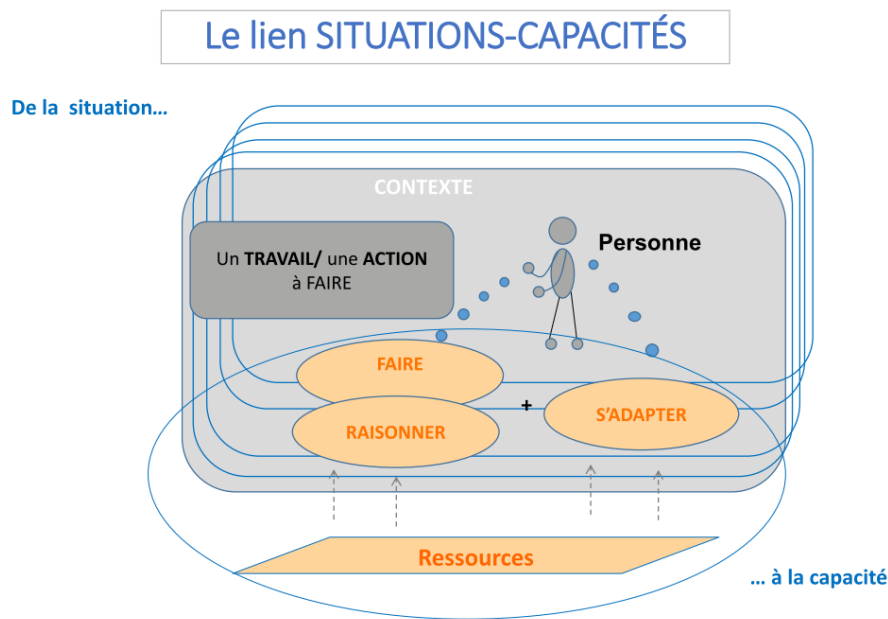 Le lien SITUATIONS-CAPACITÉS
De la situation…
CONTEXTE
Un TRAVAIL/ une ACTION
à FAIRE
Personne
FAIRE
RAISONNER
+
S’ADAPTER
Ressources
… à la capacité